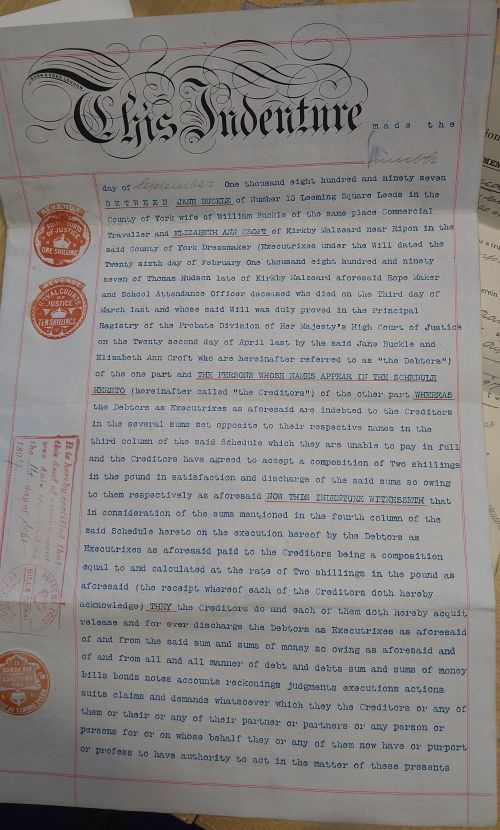 This Indenture made the
ninth
day of September One thousand eight hundred and ninety seven
BETWEEN JANE BUCKLE of Number 13 Leeming Square Leeds in the
County of York wife of William Buckle of the same place Commercial
Traveller and ELIZABETH ANN CROFT of Kirkby Malzeard near Ripon in the
said County of York Dressmaker (Executrixes under the Will dated the
Twenty sixth day of February One thousand eight hundred and ninety
seven of Thomas Hudson late of Kirkby Malzeard aforesaid Rope Maker
and School Attendance Officer deceased who died on the Third day of
March last and whose said Will was duly proved in the Principal
Registry of the Probate Division of Her Majesty's High Court of Justice
on the Twenty second day of April last by the said Jane Buckle and
Elizabeth Ann Croft who are hereinafter referred to as "the Debtors")
of the one part and THE PERSONS WHOSE NAMES APPEAR IN THE SCHEDULE
HERETO (hereinafter called "the Creditors") of the other part WHEREAS
the Debtors as Executrixes as aforesaid are indebted to the Creditors
in the several sums set opposite to their respective names in the
third column of the said Schedule which they are unable to pay in full
and the Creditors have agreed to accept a composition of Two shillings
in the pound in satisfaction and discharge of the said sums so owing
to them respectively as aforesaid NOW THIS INDENTURE WITNESSETH that
in consideration of the sums mentioned in the fourth column of the
said Schedule hereto on the execution hereof by the Debtors as
Executrixes as aforesaid paid to the Creditors being a composition
equal to and calculated at the rate of Two shillings in the pound as
aforesaid (the receipt whereof each of the Creditors doth hereby
acknowledge) THEY the Creditors do and each of them doth hereby acquit
release and for ever discharge the Debtors as Executrixes as aforesaid
of and from the said sum and sums of money so owing as aforesaid and
of and from all and all manner of debt and debts sum and sums of money
bills bonds notes accounts reckonings judgments executions actions
suits claims and demands whatsoever which they the Creditors or any of
them or their or any of their partner or partners or any person or
persons for or on whose behalf they or any of them now have or purport
or profess to have authority to act in the matter of these presents
REVENUE
ROYAL COURTS OF
JUSTICE
ONE SHILLING
REVENUE
ROYAL COURTS OF
JUSTICE
TEN SHILLINGS
It is hereby certified that